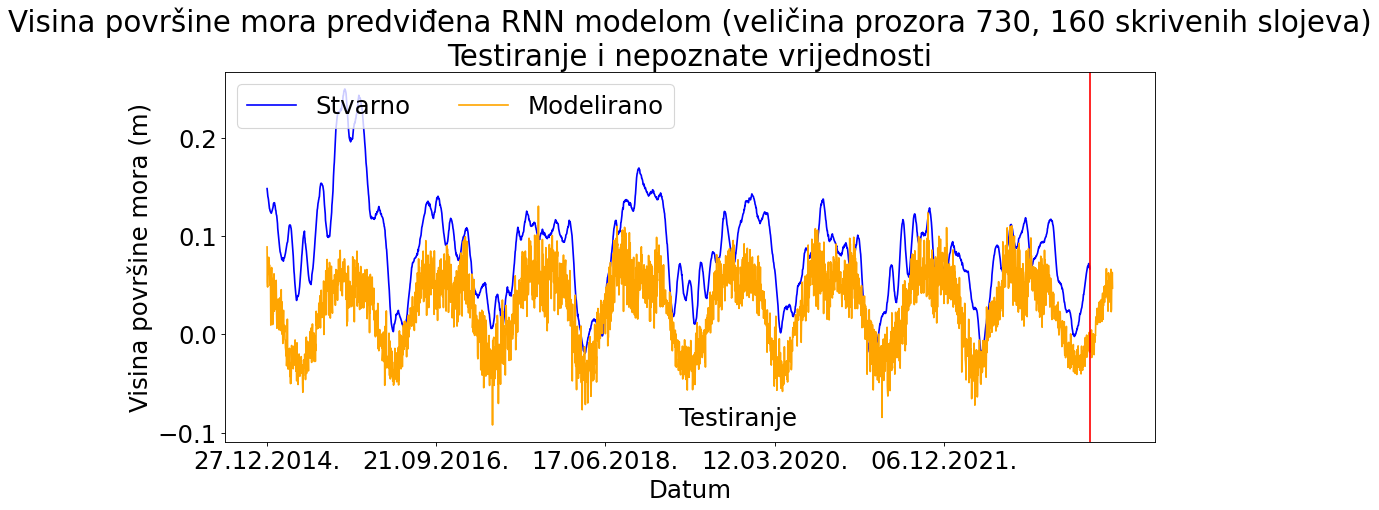 Visina površine mora predviđena RNN modelom (veličina prozora 730, 160 skrivenih slojeva)
Testiranje i nepoznate vrijednosti
Stvarno Modelirano
Visina površine mora (m)
0.2
0.1
0.0
−0.1
Testiranje
27.12.2014. 21.09.2016. 17.06.2018. 12.03.2020. 06.12.2021.
Datum